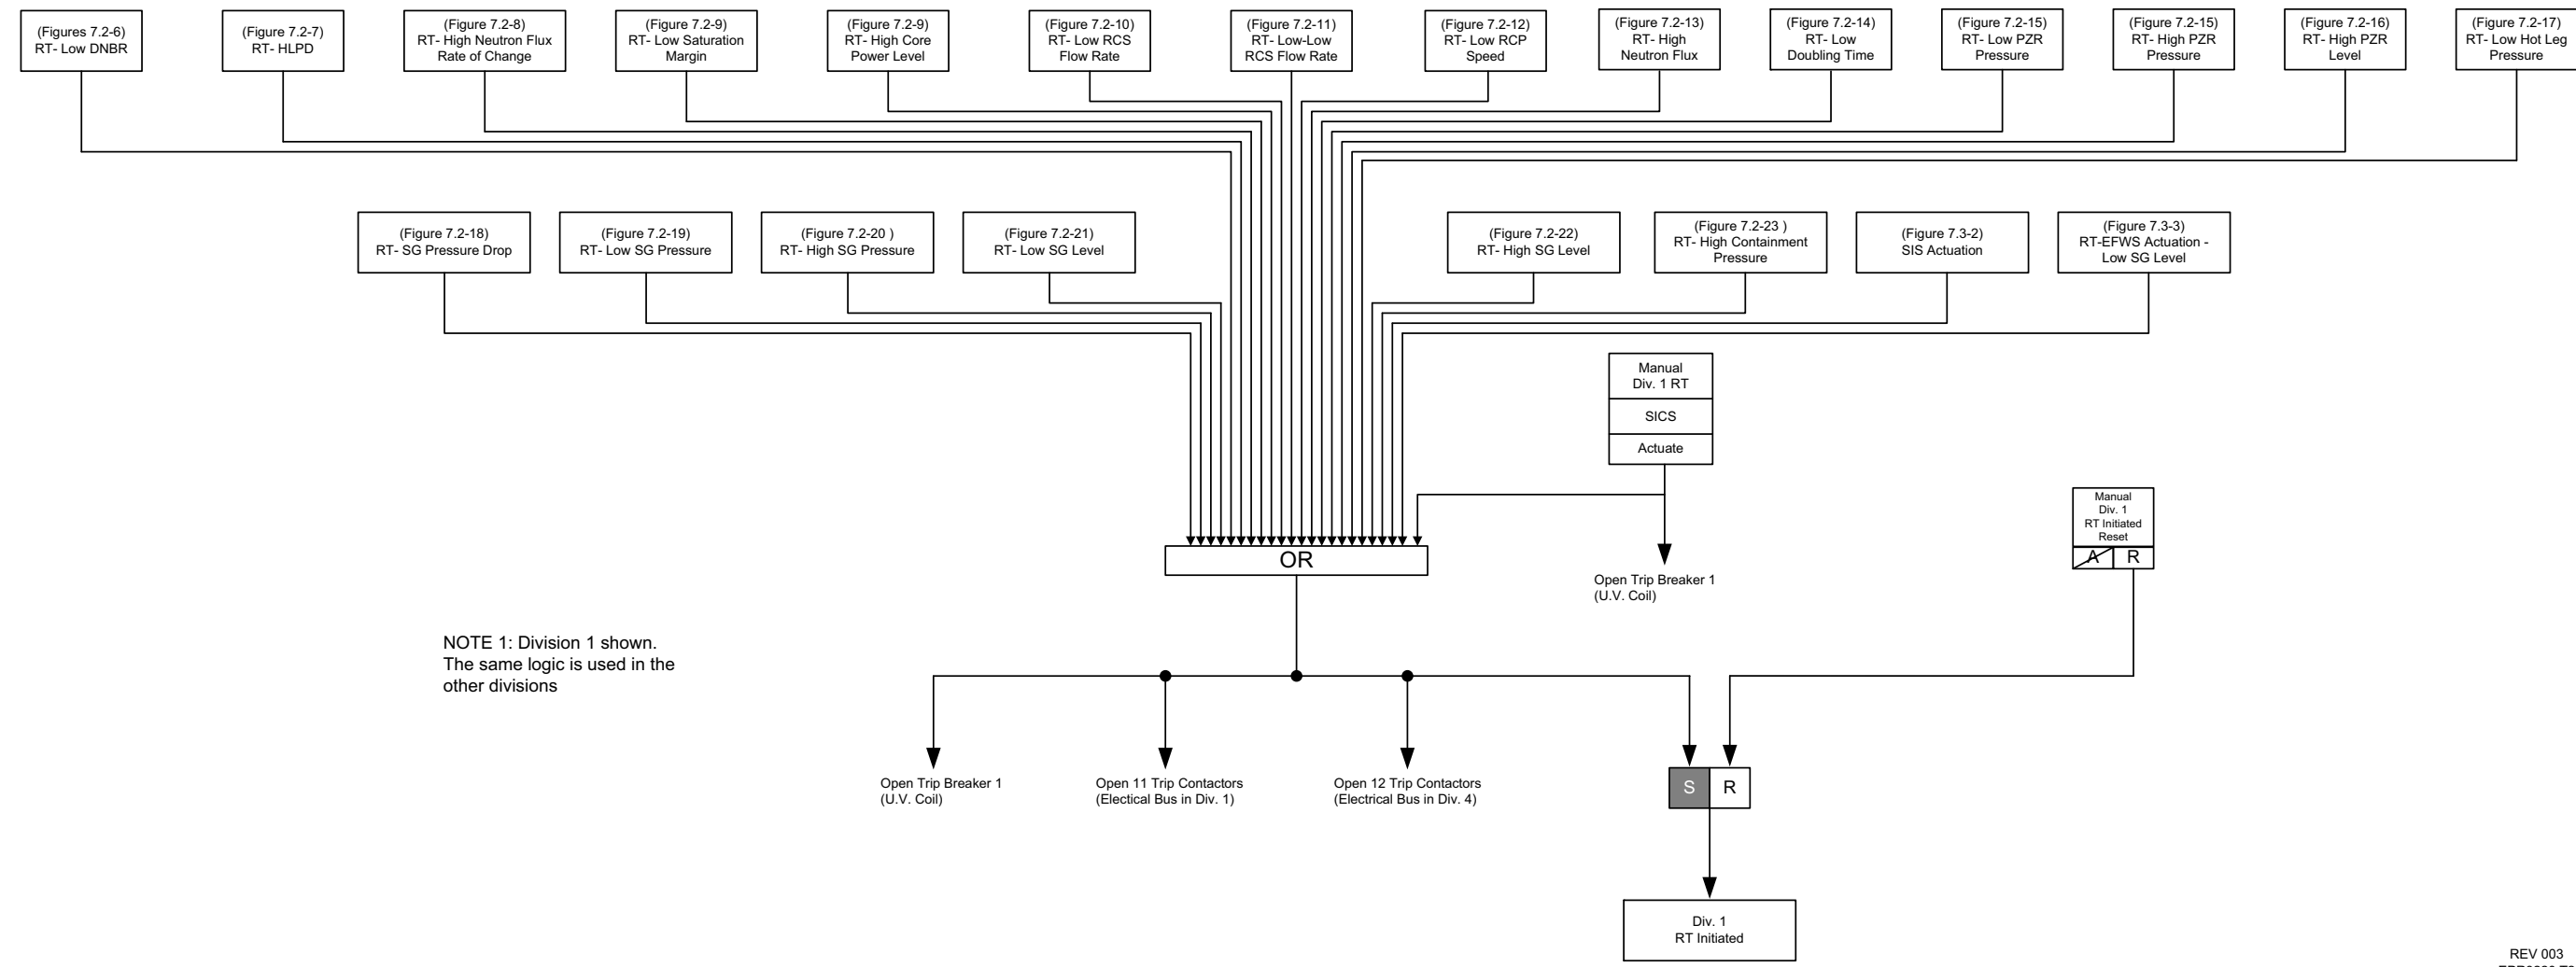 (Figures 7.2-6)
RT- Low DNBR
(Figure 7.2-7)
RT- HLPD
(Figure 7.2-8)
RT- High Neutron Flux
Rate of Change
(Figure 7.2-9)
RT- Low Saturation
Margin
(Figure 7.2-9)
RT- High Core
Power Level
(Figure 7.2-10)
RT- Low RCS
Flow Rate
(Figure 7.2-11)
RT- Low-Low
RCS Flow Rate
(Figure 7.2-12)
RT- Low RCP
Speed
(Figure 7.2-13)
RT- High
Neutron Flux
(Figure 7.2-14)
RT- Low
Doubling Time
(Figure 7.2-15)
RT- Low PZR
Pressure
(Figure 7.2-15)
RT- High PZR
Pressure
(Figure 7.2-16)
RT- High PZR
Level
(Figure 7.2-17)
RT- Low Hot Leg
Pressure
(Figure 7.2-18)
RT- SG Pressure Drop
(Figure 7.2-19)
RT- Low SG Pressure
(Figure 7.2-20 )
RT- High SG Pressure
(Figure 7.2-21)
RT- Low SG Level
(Figure 7.2-22)
RT- High SG Level
(Figure 7.2-23 )
RT- High Containment
Pressure
(Figure 7.3-2)
SIS Actuation
(Figure 7.3-3)
RT-EFWS Actuation -
Low SG Level
Manual
Div. 1 RT
SICS
Actuate
Manual
Div. 1
RT Initiated
Reset
A R
OR
Open Trip Breaker 1
(U.V. Coil)
NOTE 1: Division 1 shown.
The same logic is used in the
other divisions
Open Trip Breaker 1
(U.V. Coil)
Open 11 Trip Contactors
(Electical Bus in Div. 1)
Open 12 Trip Contactors
(Electrical Bus in Div. 4)
S R
Div. 1
RT Initiated
REV 003